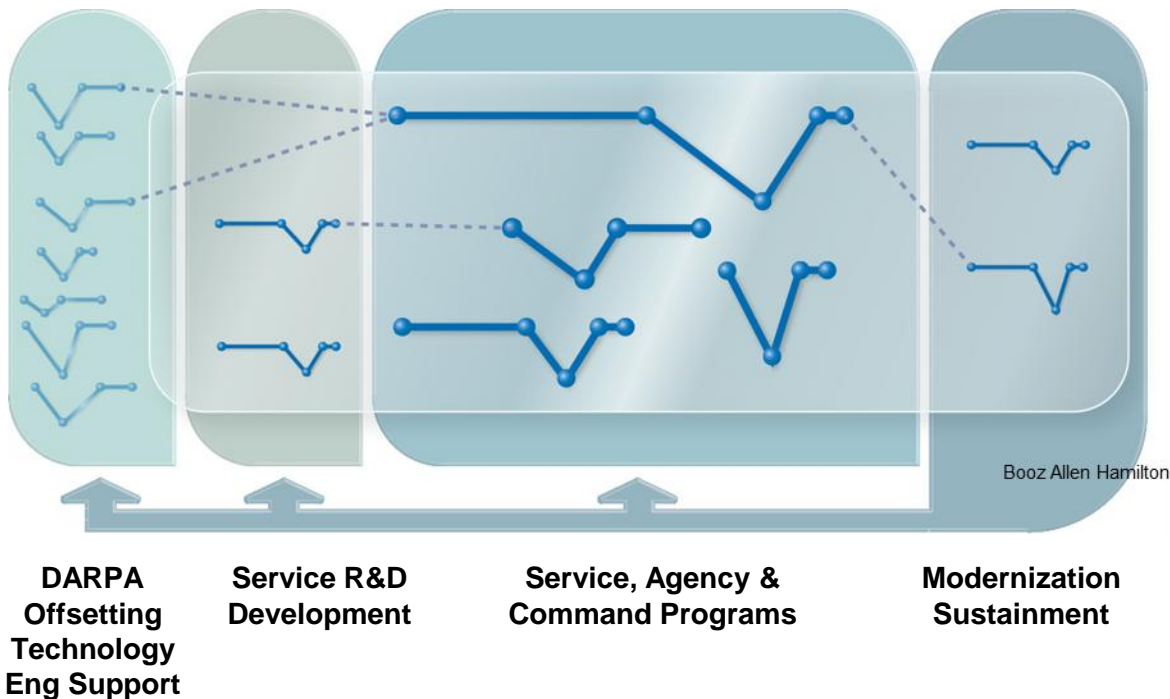 Booz Allen Hamilton
DARPA
Offsetting
Technology
Eng Support
Service R&D
Development
Service, Agency &
Command Programs
Modernization
Sustainment